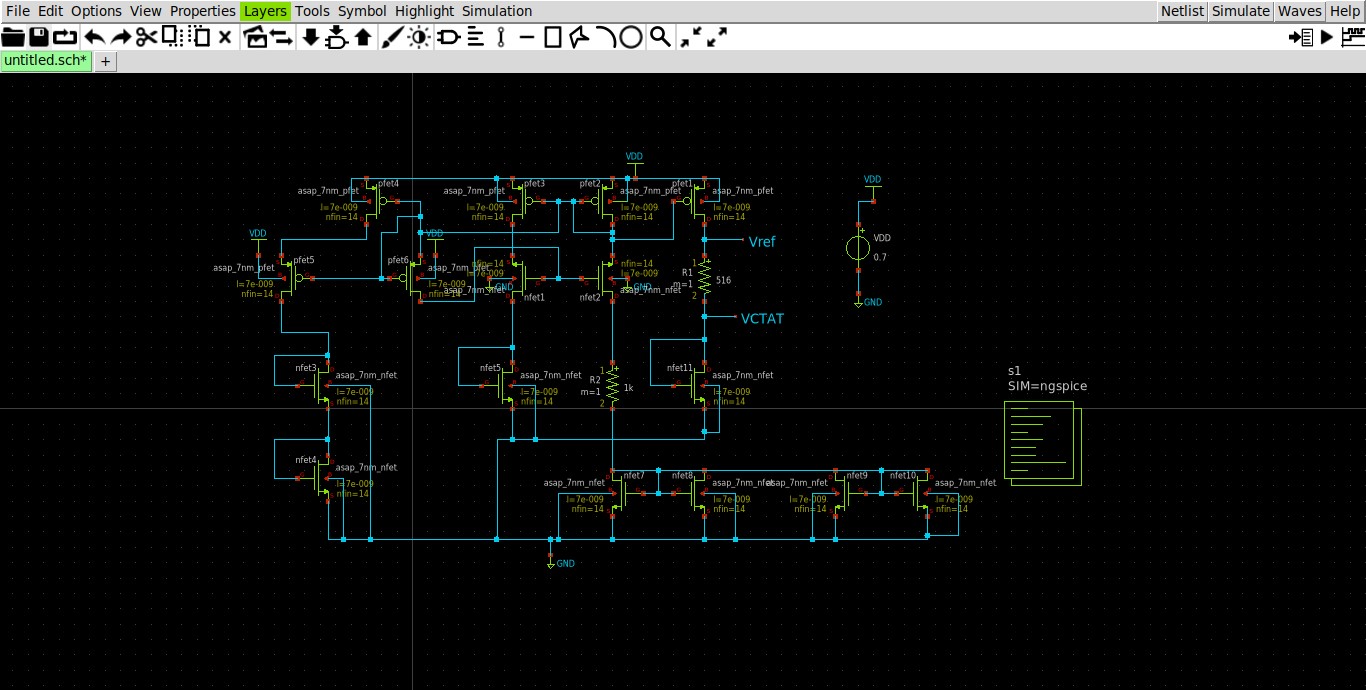 File Edit Options View Properties Layers Tools Symbol Highlight Simulation Netlist Simulate Waves Help
untitled.sch* +
VDD
pfet4 pfet3 pfet2 pfet1 VDD
asap_7nm_pfet asap_7nm_pfet asap_7nm_pfet asap_7nm_pfet
l=7e-009 l=7e-009 l=7e-009 l=7e-009
nfin=14 nfin=14 nfin=14 nfin=14
VDD VDD Vref VDD
0.7
pfet5 pfet6 nfin=14 nfin=14 1
asap_7nm_pfet asap_7nm_pfet l=7e-009 l=7e-009 R1 516
l=7e-009 l=7e-009 GND GND m=1
nfin=14 nfin=14 asap_7nm_nfet asap_7nm_nfet 2
nfet1 nfet2 GND
VCTAT
nfet3 nfet5 1 nfet11 s1
asap_7nm_nfet asap_7nm_nfet R2 1k asap_7nm_nfet SIM=ngspice
l=7e-009 l=7e-009 m=1 l=7e-009
nfin=14 nfin=14 2 nfin=14
nfet4
asap_7nm_nfet
l=7e-009
nfin=14
nfet7 nfet8 nfet9 nfet10
asap_7nm_nfet asap_7nm_nfet asap_7nm_nfet
l=7e-009 l=7e-009 l=7e-009 l=7e-009
nfin=14 nfin=14 nfin=14 nfin=14
GND